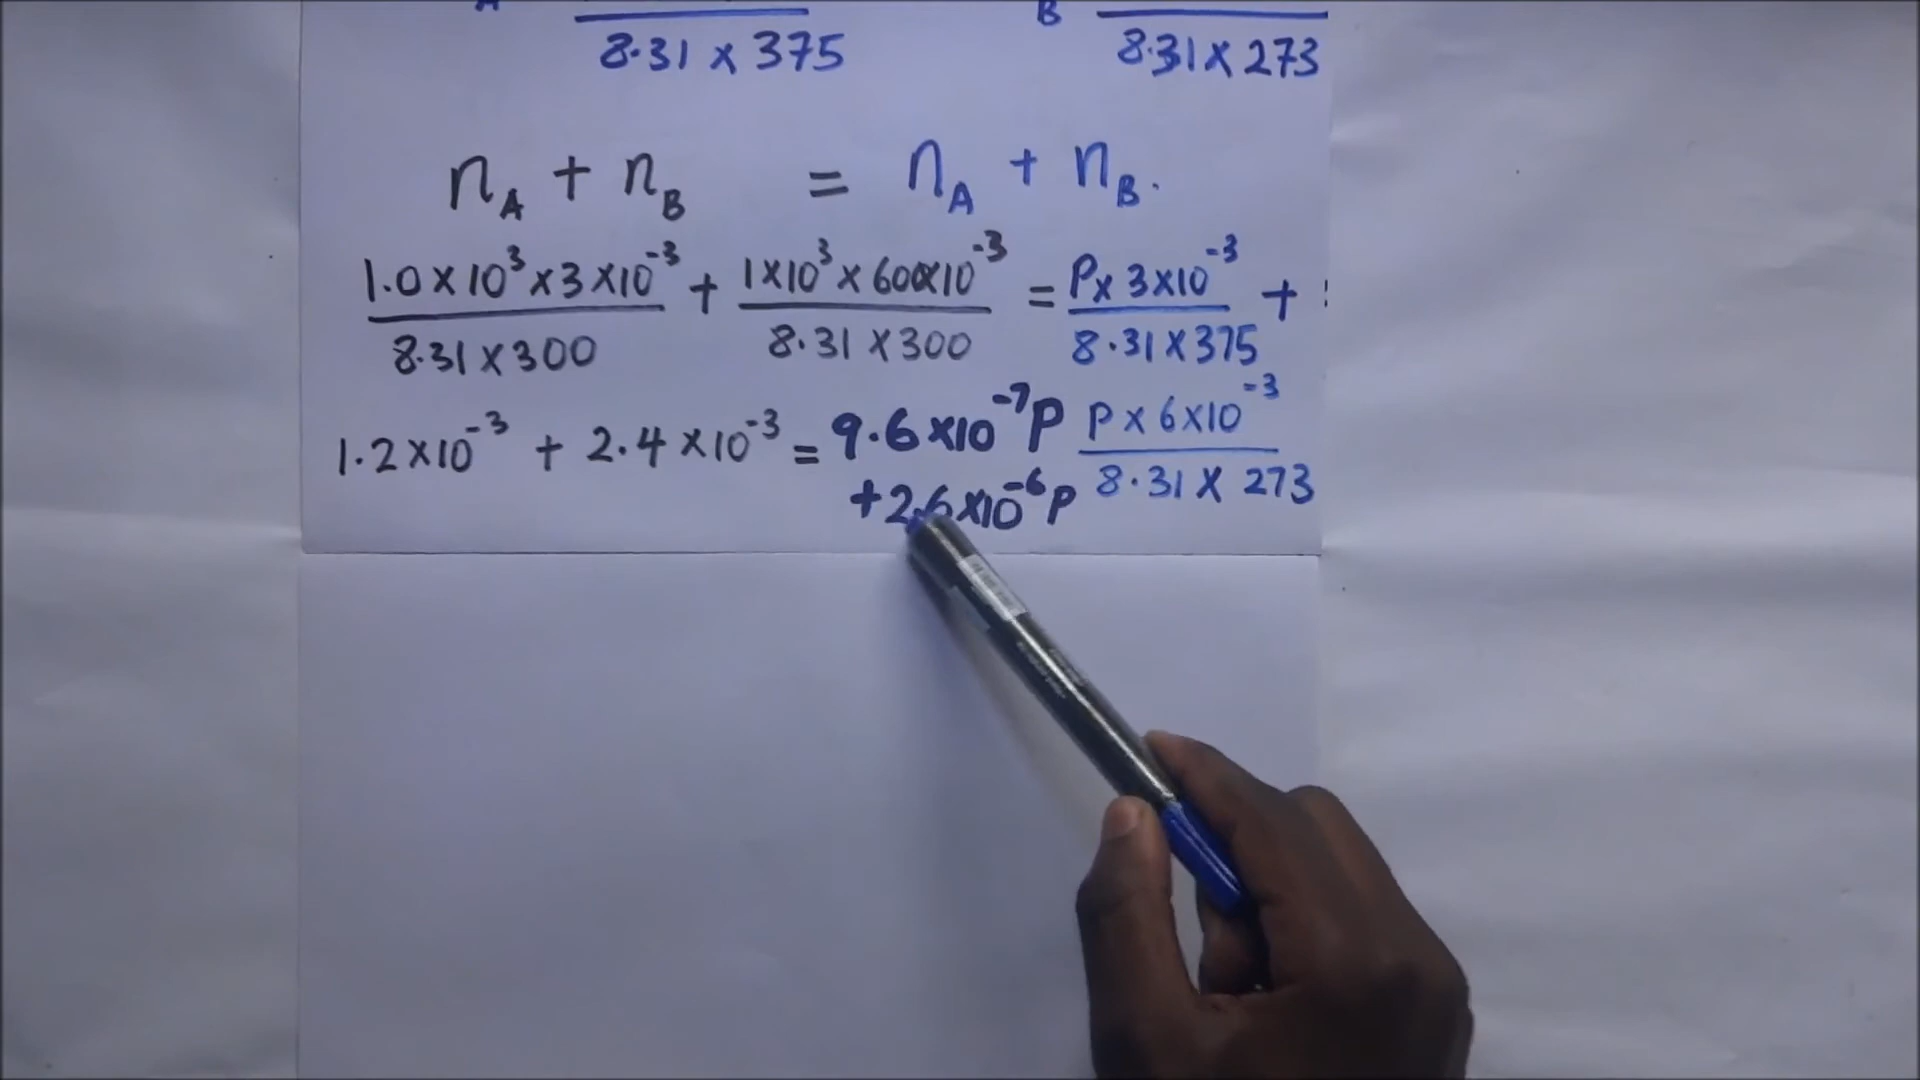 A B
8.31 x 375 8.31 x 273
n_A + n_B = n_A + n_B.
1.0 x 10^3 x 3 x 10^-3 / 8.31 x 300 + 1 x 10^3 x 600 x 10^-3 / 8.31 x 300 = P x 3 x 10^-3 / 8.31 x 375 +
1.2 x 10^-3 + 2.4 x 10^-3 = 9.6 x 10^-7 P P x 6 x 10^-3 / 8.31 x 273
+ 2.6 x 10^-6 P